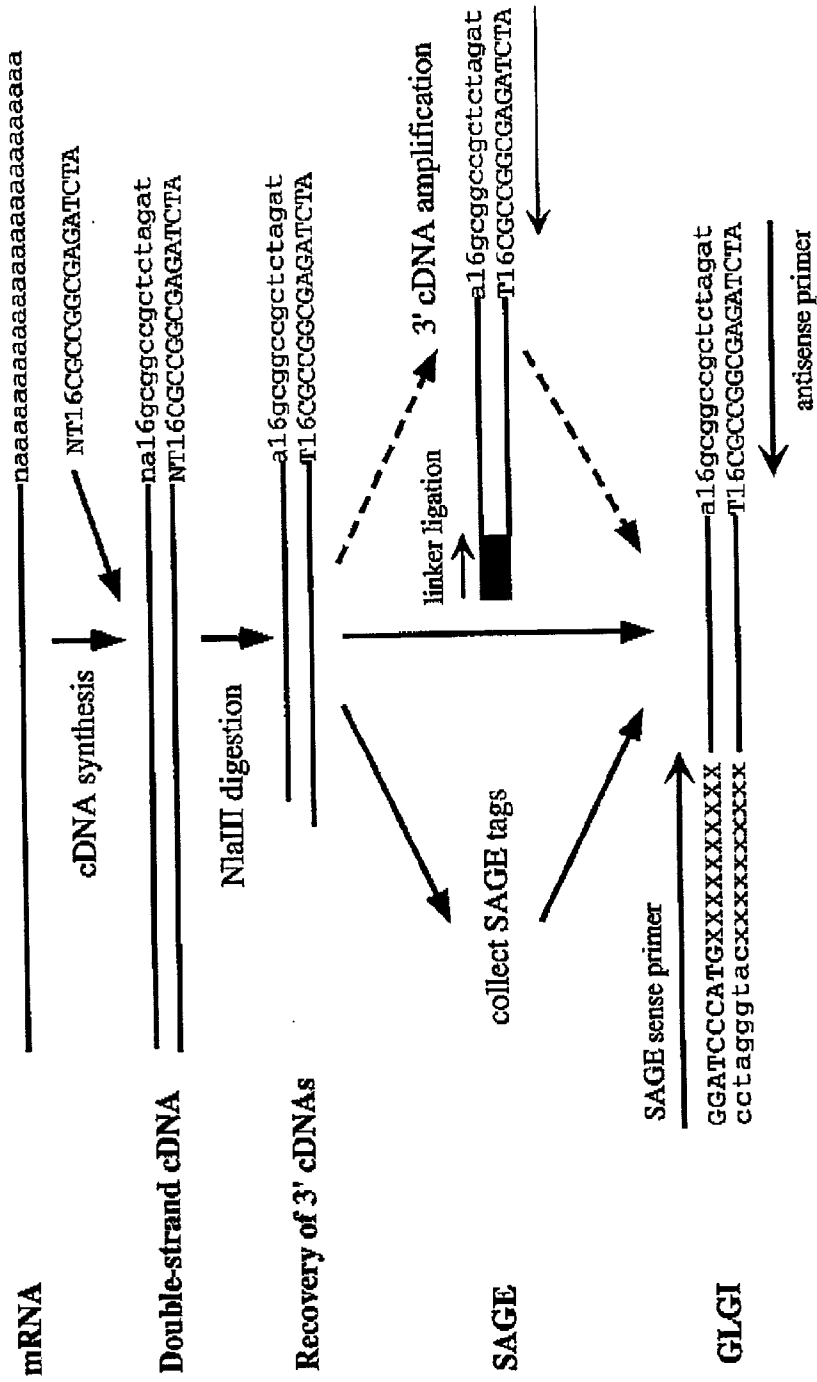 mRNA
naaaaaaaaaaaaaaaaaaaaaaaaa
NT16CGCCGGCGAGATCTA
cDNA synthesis
Double-strand cDNA
na16gcggccgctctagat
NT16CGCCGGCGAGATCTA
NlaIII digestion
Recovery of 3' cDNAs
a16gcggccgctctagat
T16CGCCGGCGAGATCTA
3' cDNA amplification
linker ligation
SAGE
collect SAGE tags
a16gcggccgctctagat
T16CGCCGGCGAGATCTA
SAGE sense primer
GLGI
GGATCCCATGXXXXXXXXXX
a16gcggccgctctagat
cctagggtacxxxxxxxxxx
T16CGCCGGCGAGATCTA
antisense primer